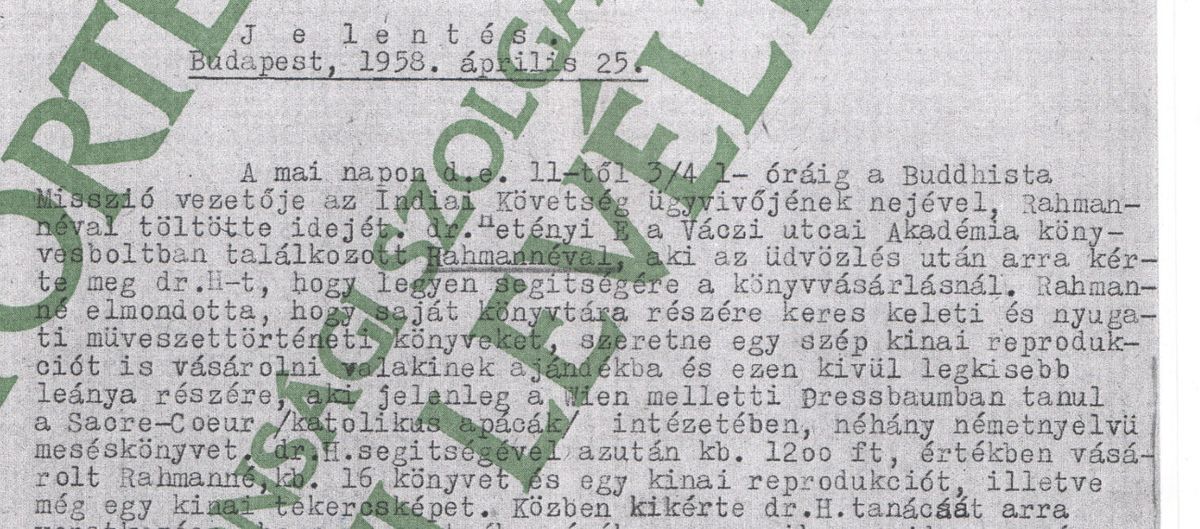 J e l e n t é s .
Budapest, 1958. április 25.
A mai napon d.e. 11-től 3/4 1- óráig a Buddhista
Misszió vezetője az Indiai Követség ügyvivőjének nejével, Rahman-
néval töltötte idejét. dr. Hetényi E a Váczi utcai Akadémia köny-
vesboltban találkozott Rahmannéval, aki az üdvözlés után arra kér-
te meg dr.H-t, hogy legyen segitségére a könyvvásárlásnál. Rahman-
né elmondotta, hogy saját könyvtára részére keres keleti és nyuga-
ti müveszettörténeti könyveket, szeretne egy szép kinai reproduk-
ciót is vásárolni valakinek ajándékba és ezen kivül legkisebb
leánya részére, aki jelenleg a Wien melletti Pressbaumban tanul
a Sacre-Coeur /katolikus apácák/ intézetében, néhány németnyelvü
meséskönyvet. dr.H.segitségével azután kb. 12oo ft, értékben vásá-
rolt Rahmanné,kb. 16 könyvet és egy kinai reprodukciót, illetve
még egy kinai tekercsképet. Közben kikérte dr.H.tanácáát arra